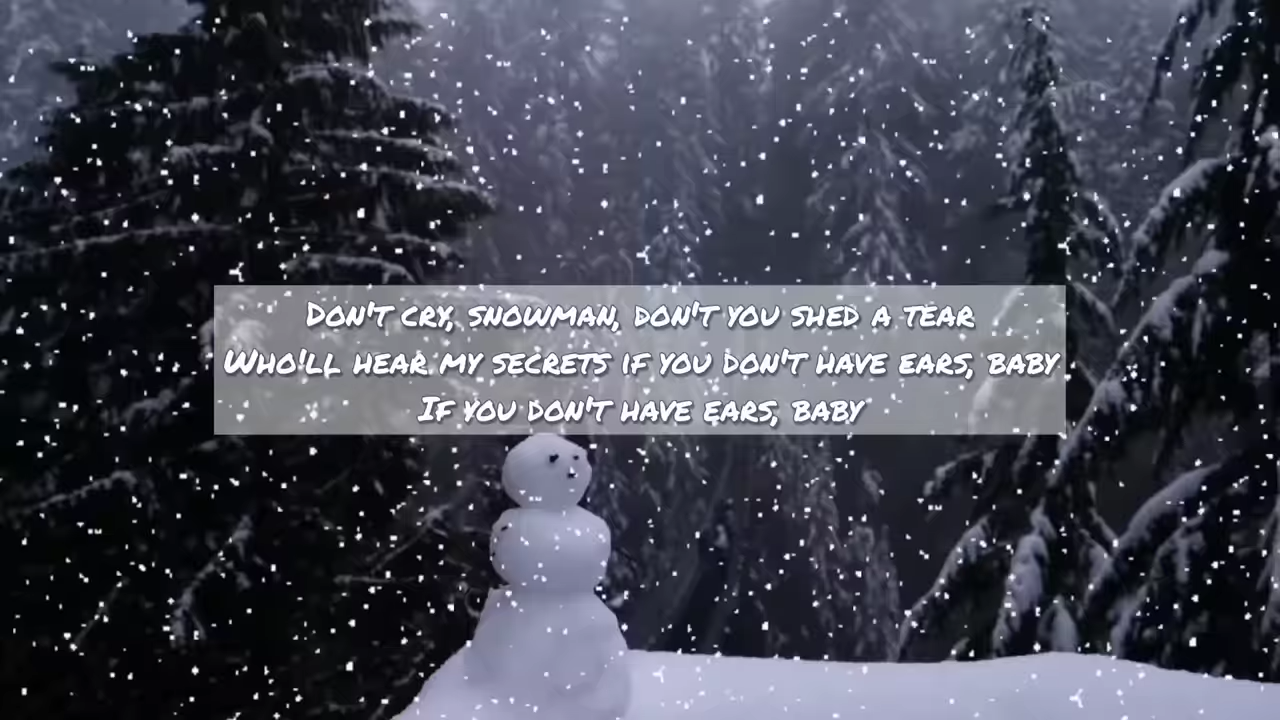 Don't cry, snowman, don't you shed a tear
Who'll hear my secrets if you don't have ears, baby
If you don't have ears, baby